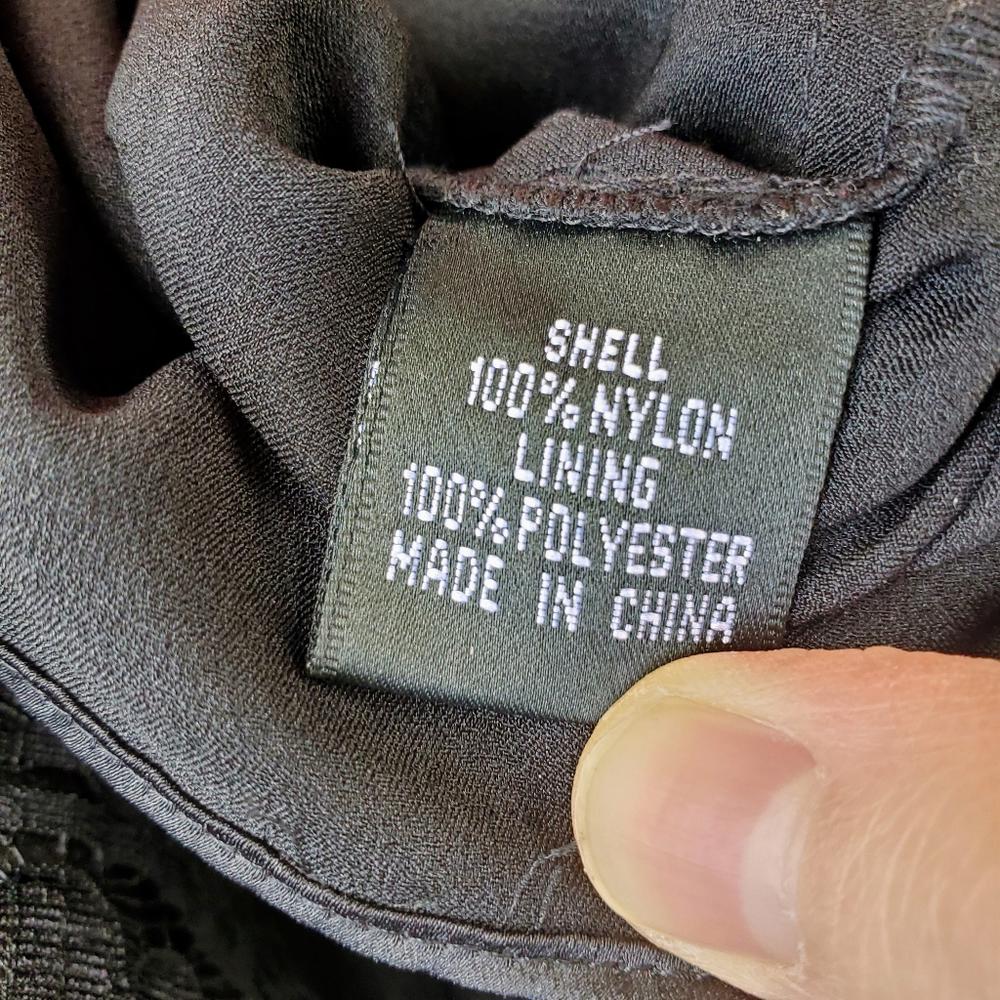 SHELL
100% NYLON
LINING
100% POLYESTER
MADE IN CHINA